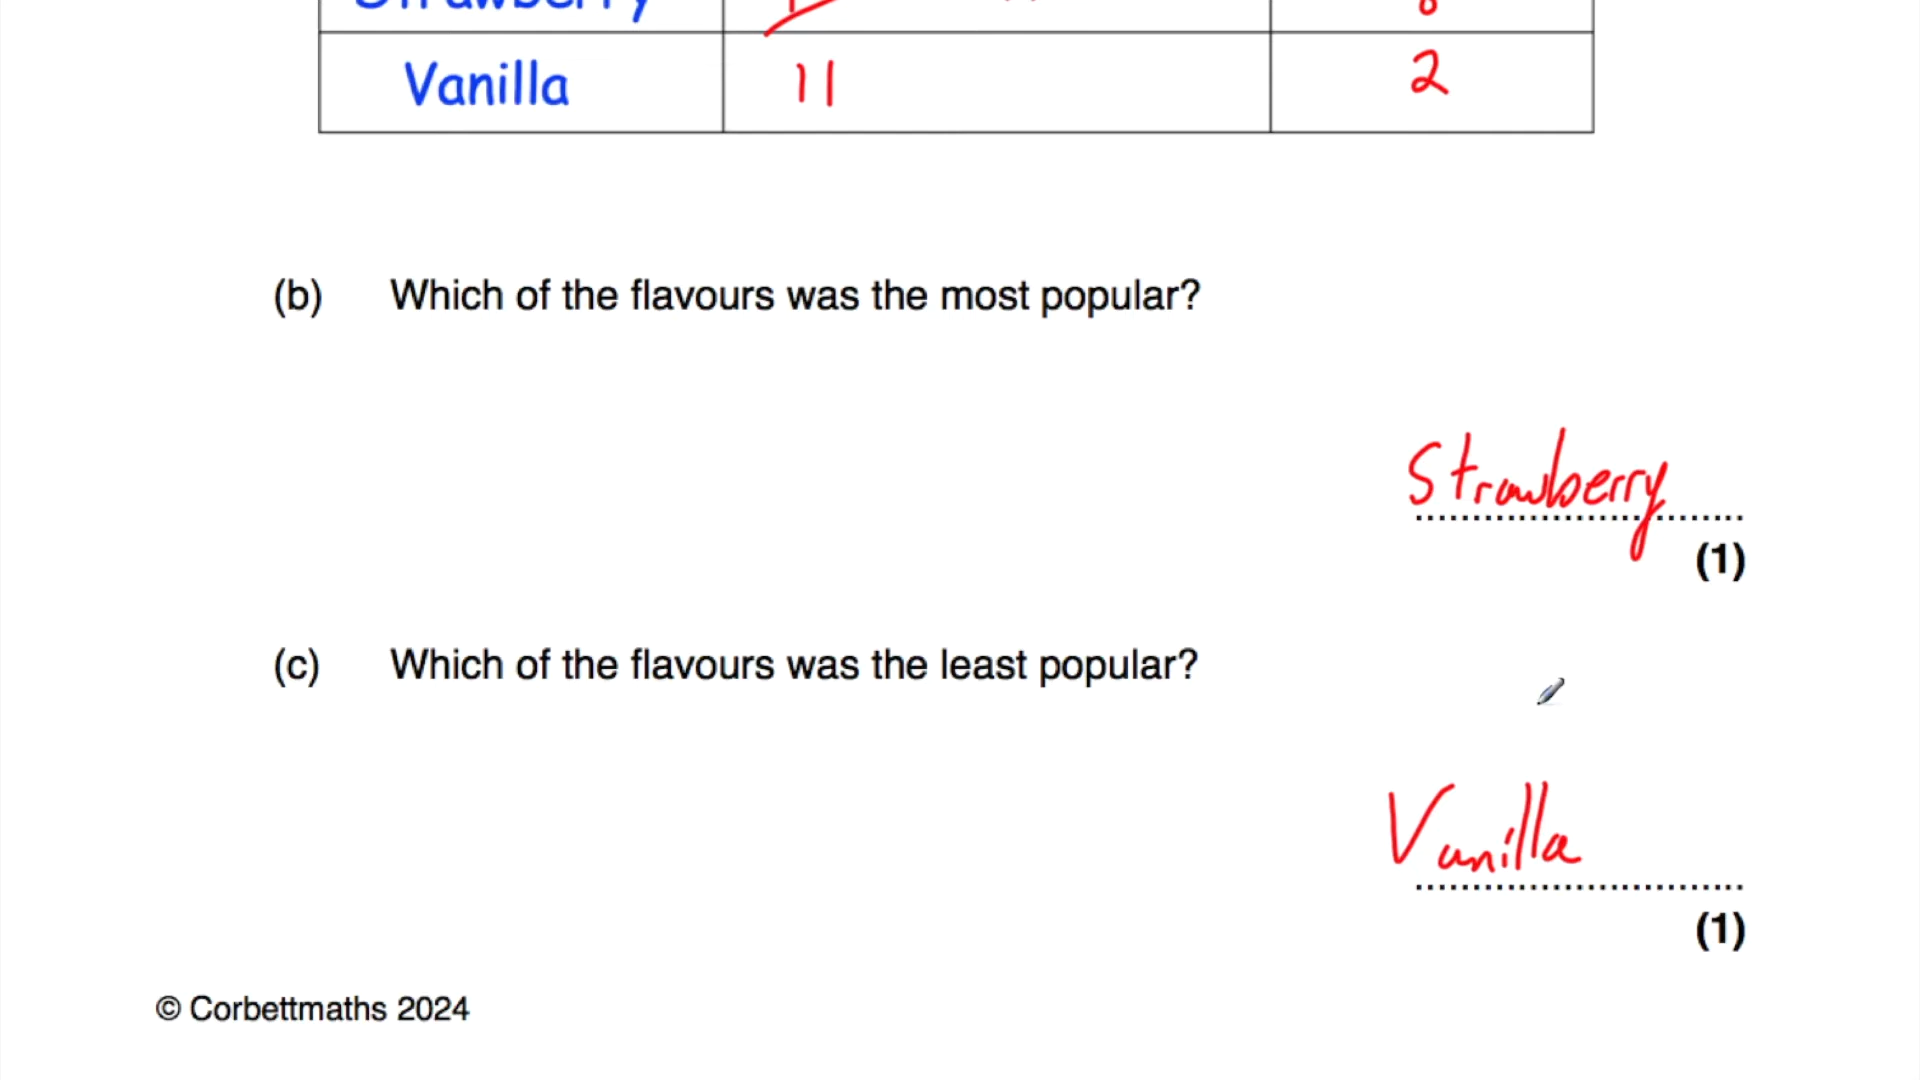 Strawberry
Vanilla 11 2
(b) Which of the flavours was the most popular?
Strawberry
(1)
(c) Which of the flavours was the least popular?
Vanilla
(1)
© Corbettmaths 2024